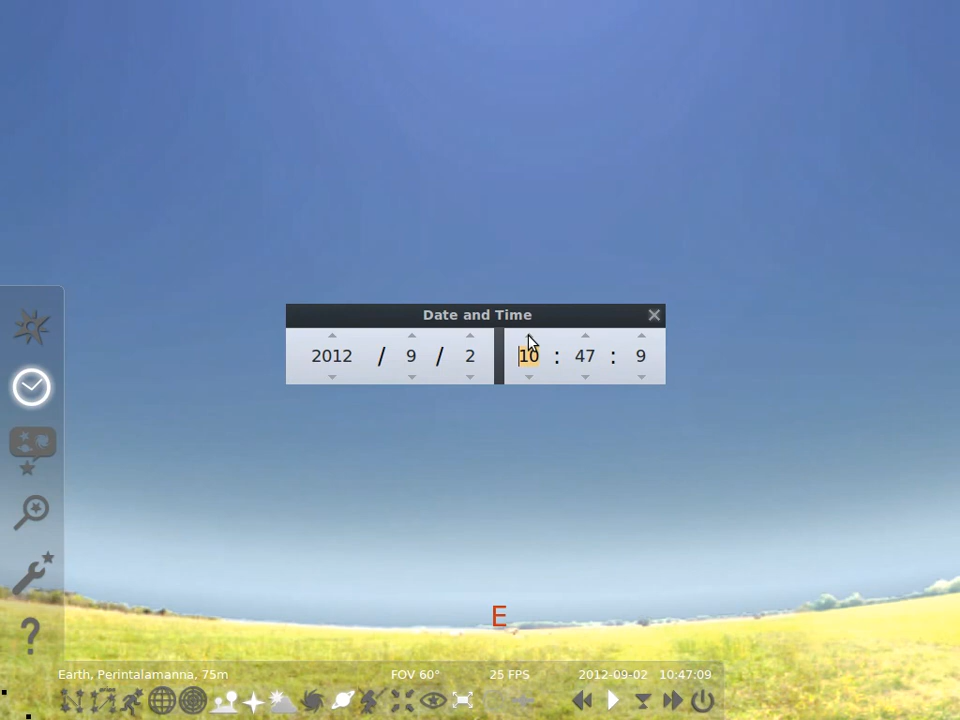 Date and Time
2012 / 9 / 2 10 : 47 : 9
E
Earth, Perintalamanna, 75m FOV 60° 25 FPS 2012-09-02 10:47:09